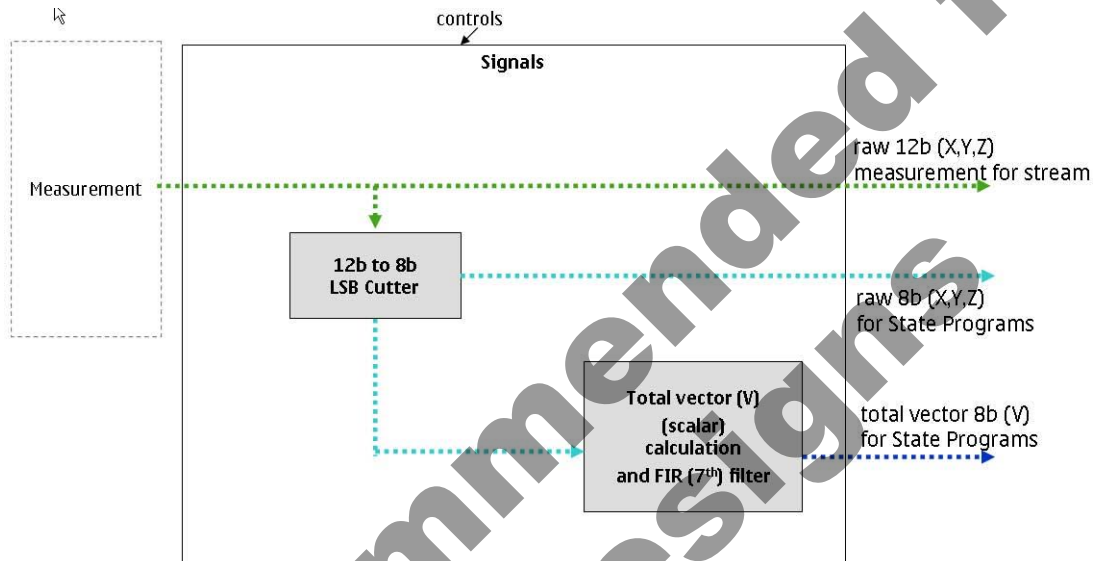 controls
Signals
Measurement
raw 12b (X,Y,Z)
measurement for stream
12b to 8b
LSB Cutter
raw 8b (X,Y,Z)
for State Programs
Total vector (V)
(scalar)
calculation
and FIR (7th) filter
total vector 8b (V)
for State Programs